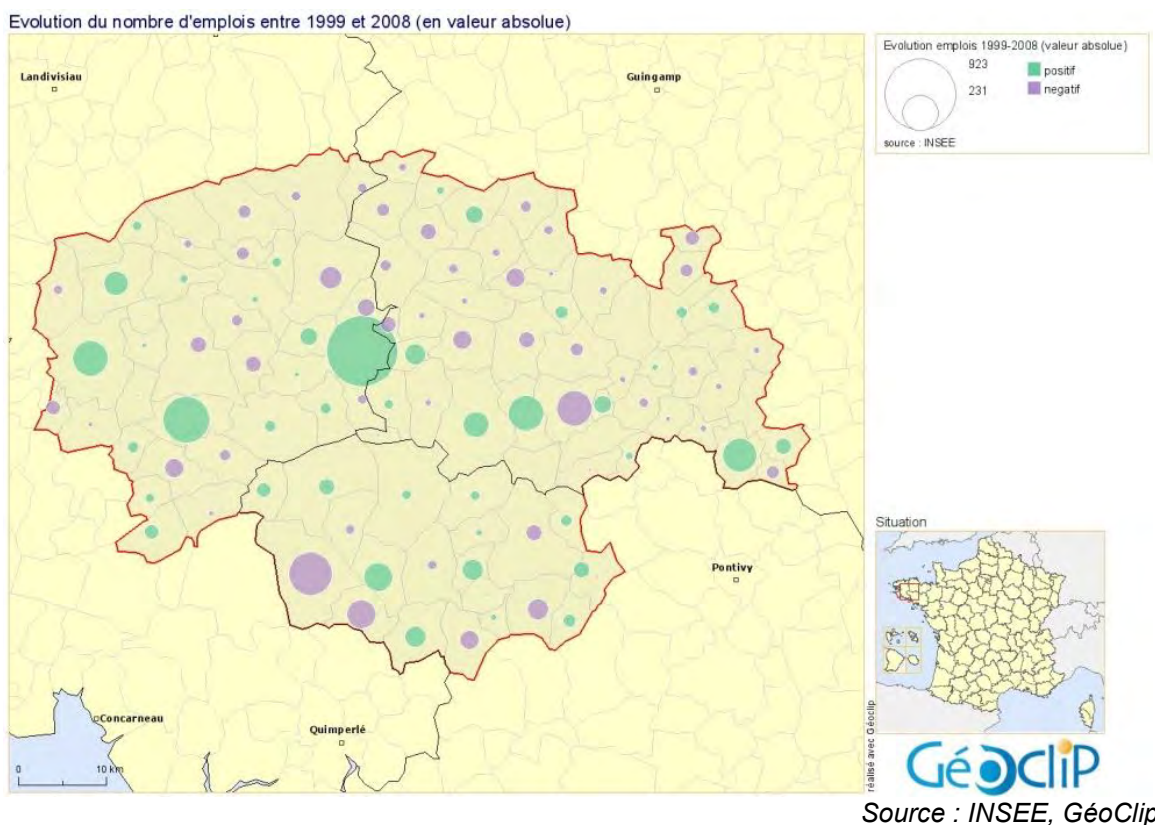 Evolution du nombre d'emplois entre 1999 et 2008 (en valeur absolue)
Landivisiau
Guingamp
Pontivy
Concarneau
Quimperlé
0 10 km
Evolution emplois 1999-2008 (valeur absolue)
923
231
positif
negatif
source : INSEE
Situation
réalisé avec Géoclip
GéOcliP
Source : INSEE, GéoClip